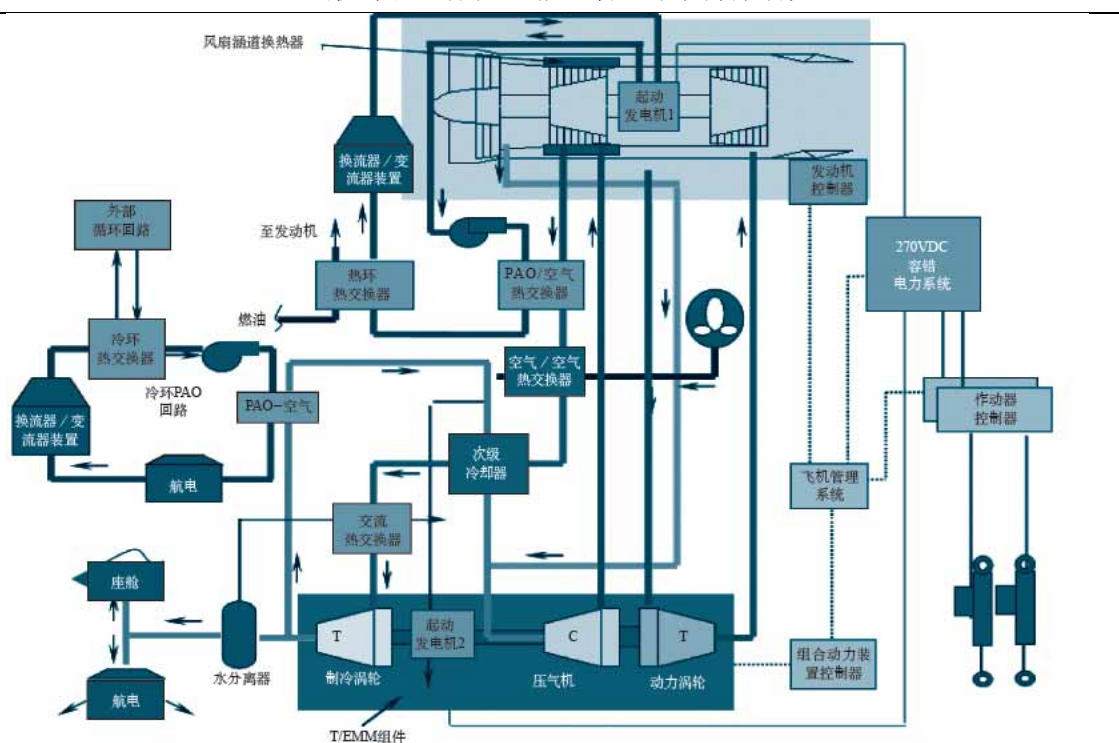 风扇涵道换热器
起动
发电机1
换流器／变
流器装置
发动机
控制器
外部
循环回路
至发动机
270VDC
容错
电力系统
热环
热交换器
PAO/空气
热交换器
燃油
冷环
热交换器
空气／空气
热交换器
冷环PAO
回路
PAO-空气
换流器／变
流器装置
作动器
控制器
次级
冷却器
航电
飞机管理
系统
交流
热交换器
座舱
T
起动
发电机2
C
T
组合动力装
置控制器
水分离器
制冷涡轮
压气机
动力涡轮
航电
T/EMM组件